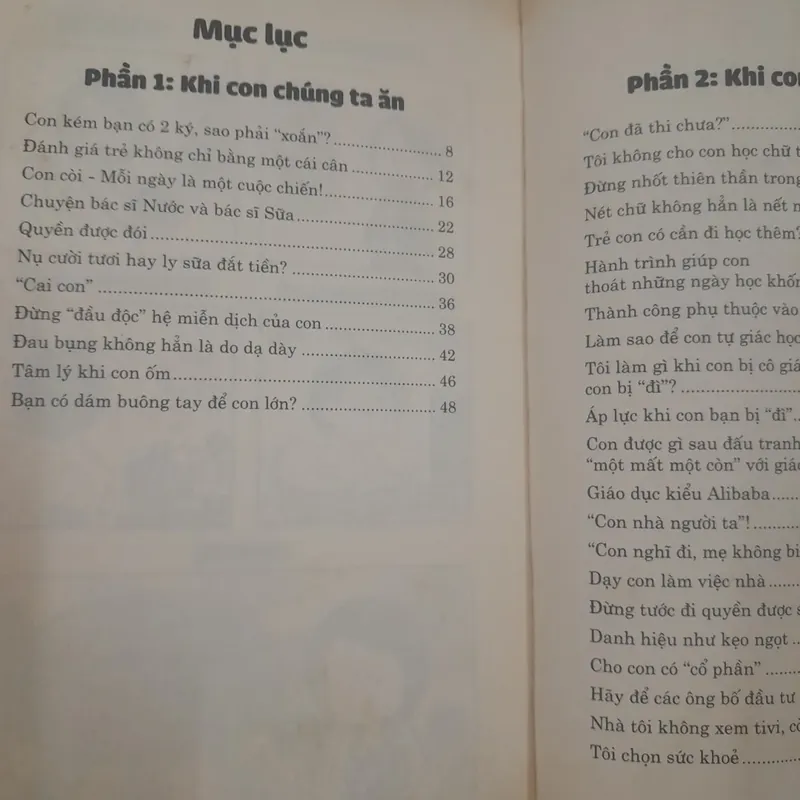 Mục lục
Phần 1: Khi con chúng ta ăn
Con kém bạn có 2 ký, sao phải "xoắn"? 8
Đánh giá trẻ không chỉ bằng một cái cân 12
Con còi - Mỗi ngày là một cuộc chiến! 16
Chuyện bác sĩ Nước và bác sĩ Sữa 22
Quyền được đói 28
Nụ cười tươi hay ly sữa đắt tiền? 30
"Cai con" 36
Đừng "đầu độc" hệ miễn dịch của con 38
Đau bụng không hẳn là do dạ dày 42
Tâm lý khi con ốm 46
Bạn có dám buông tay để con lớn? 48
Phần 2: Khi con
"Con đã thi chưa?"
Tôi không cho con học chữ
Đừng nhốt thiên thần trong
Nét chữ không hẳn là nết
Trẻ con có cần đi học thêm?
Hành trình giúp con
thoát những ngày học
Thành công phụ thuộc vào
Làm sao để con tự giác học
Tôi làm gì khi con bị cô
con bị "đì"?
Áp lực khi con bạn bị "đì"
Con được gì sau đấu tranh
"một mất một còn" với
Giáo dục kiểu Alibaba
"Con nhà người ta"!
"Con nghĩ đi, mẹ không
Dạy con làm việc nhà
Đừng tước đi quyền được
Danh hiệu như kẹo ngọt
Cho con có "cổ phần"
Hãy để các ông bố đầu tư
Nhà tôi không xem tivi,
Tôi chọn sức khoẻ